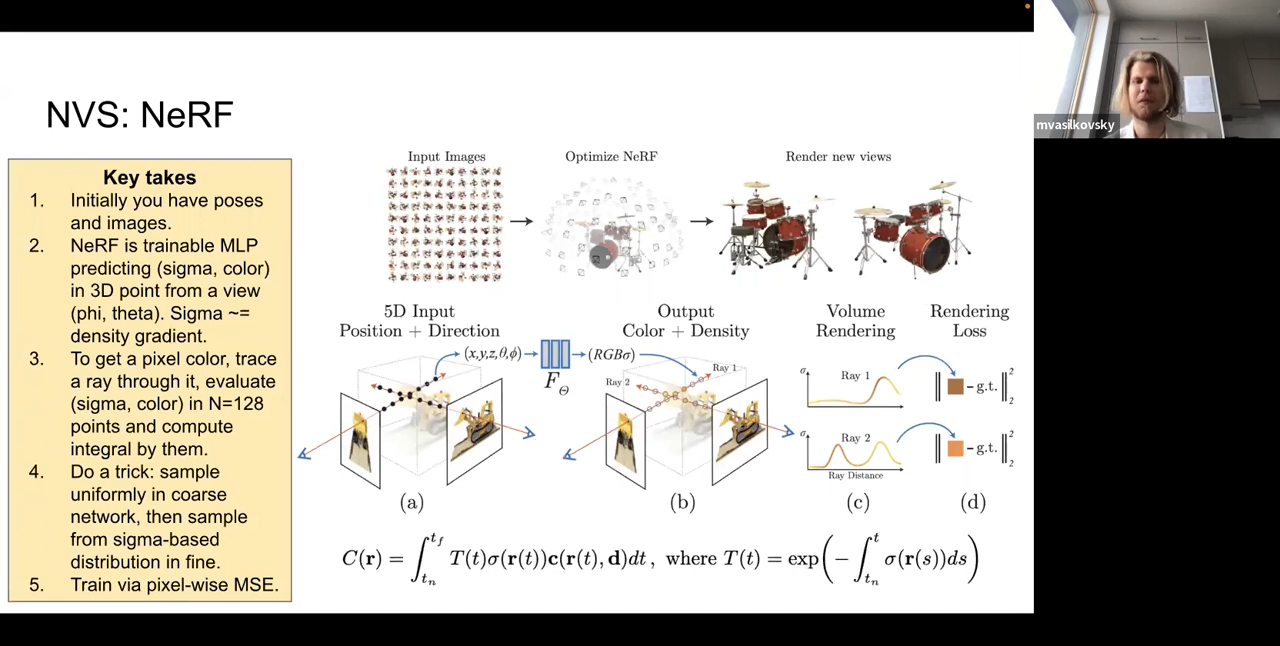 NVS: NeRF
Key takes
1. Initially you have poses
and images.
2. NeRF is trainable MLP
predicting (sigma, color)
in 3D point from a view
(phi, theta). Sigma ~=
density gradient.
3. To get a pixel color, trace
a ray through it, evaluate
(sigma, color) in N=128
points and compute
integral by them.
4. Do a trick: sample
uniformly in coarse
network, then sample
from sigma-based
distribution in fine.
5. Train via pixel-wise MSE.
Input Images
Optimize NeRF
Render new views
5D Input
Position + Direction
Output
Color + Density
Volume
Rendering
Rendering
Loss
(x,y,z,θ,ϕ)
F_Θ
(RGBσ)
Ray 1
Ray 2
σ
Ray 1
σ
Ray 2
Ray Distance
‖ - g.t.‖₂²
‖ - g.t.‖₂²
(a)
(b)
(c)
(d)
C(r) = ∫_{t_n}^{t_f} T(t)σ(r(t))c(r(t), d)dt, where T(t) = exp(−∫_{t_n}^{t} σ(r(s))ds)
mvasilkovsky